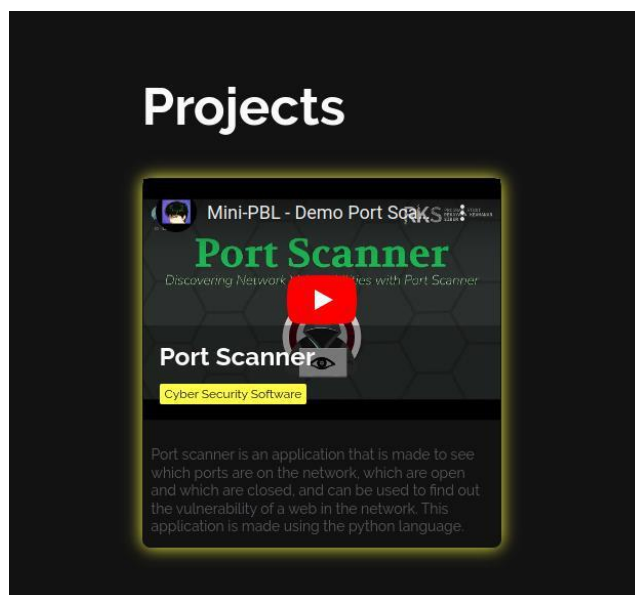 Projects
Mini-PBL - Demo Port Sca
RKS
Port Scanner
Discovering Network Vulnerabilities with Port Scanner
Port Scanner
Cyber Security Software
Port scanner is an application that is made to see
which ports are on the network, which are open
and which are closed, and can be used to find out
the vulnerability of a web in the network. This
application is made using the python language.